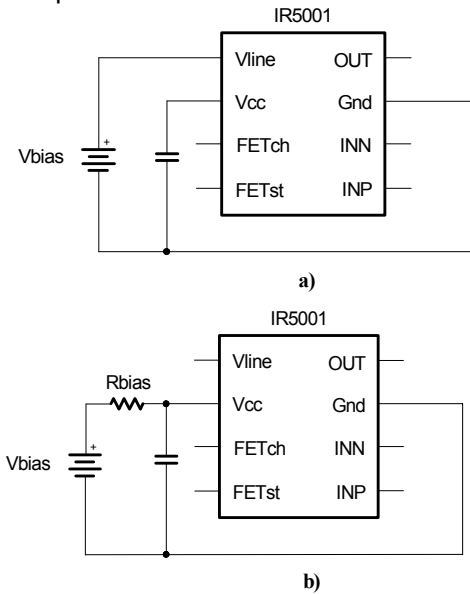 IR5001
Vline OUT
Vcc Gnd
Vbias +
FETch INN
FETst INP
a)
IR5001
Vline OUT
Rbias
Vcc Gnd
Vbias +
FETch INN
FETst INP
b)